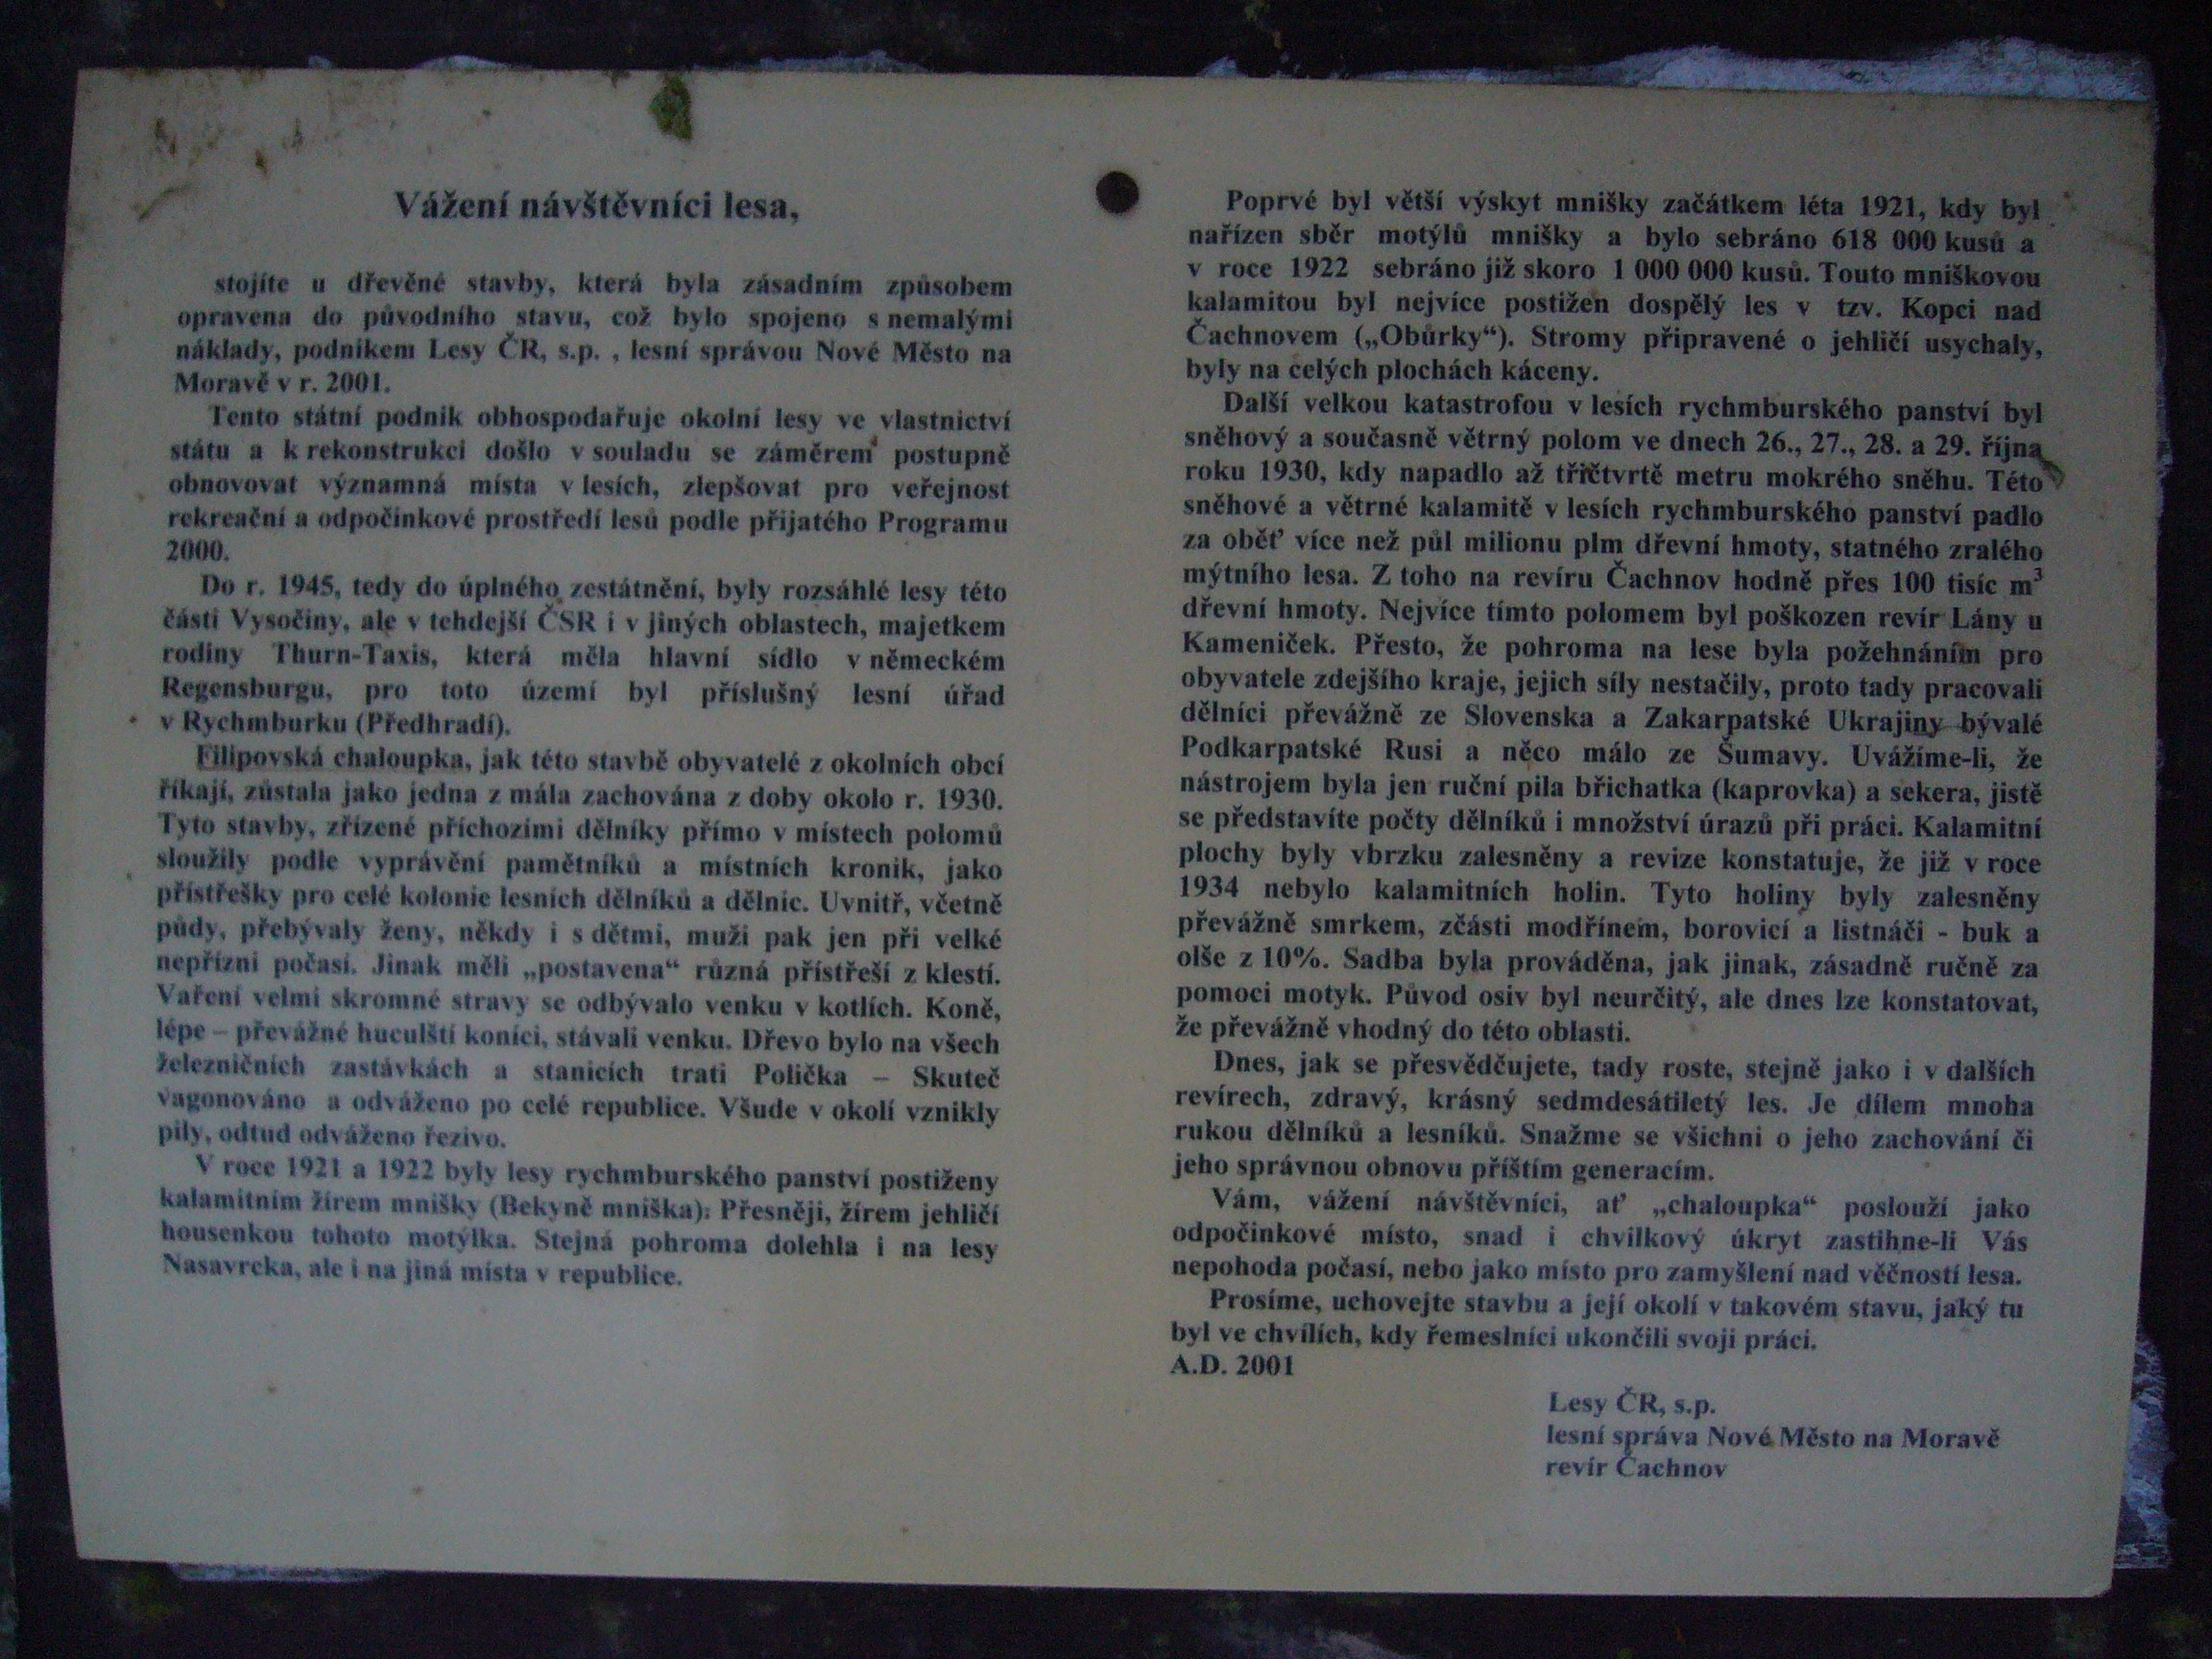 Vážení návštěvníci lesa,
stojíte u dřevěné stavby, která byla zásadním způsobem
opravena do původního stavu, což bylo spojeno s nemalými
náklady, podnikem Lesy ČR, s.p. , lesní správou Nové Město na
Moravě v r. 2001.
Tento státní podnik obhospodařuje okolní lesy ve vlastnictví
státu a k rekonstrukci došlo v souladu se záměrem postupně
obnovovat významná místa v lesích, zlepšovat pro veřejnost
rekreační a odpočinkové prostředí lesů podle přijatého Programu
2000.
Do r. 1945, tedy do úplného zestátnění, byly rozsáhlé lesy této
části Vysočiny, ale v tehdejší ČSR i v jiných oblastech, majetkem
rodiny Thurn-Taxis, která měla hlavní sídlo v německém
Regensburgu, pro toto území byl příslušný lesní úřad
v Rychmburku (Předhradí).
Filipovská chaloupka, jak této stavbě obyvatelé z okolních obcí
říkají, zůstala jako jedna z mála zachována z doby okolo r. 1930.
Tyto stavby, zřízené příchozími dělníky přímo v místech polomů
sloužily podle vyprávění pamětníků a místních kronik, jako
přístřešky pro celé kolonie lesních dělníků a dělnic. Uvnitř, včetně
půdy, přebývaly ženy, někdy i s dětmi, muži pak jen při velké
nepřízni počasí. Jinak měli „postavena“ různá přístřeší z klestí.
Vaření velmi skromné stravy se odbývalo venku v kotlích. Koně,
lépe – převážné huculští koníci, stávali venku. Dřevo bylo na všech
železničních zastávkách a stanicích trati Polička – Skuteč
vagonováno a odváženo po celé republice. Všude v okolí vznikly
pily, odtud odváženo řezivo.
V roce 1921 a 1922 byly lesy rychmburského panství postiženy
kalamitním žírem mnišky (Bekyně mniška). Přesněji, žírem jehličí
housenkou tohoto motýlka. Stejná pohroma dolehla i na lesy
Nasavrcka, ale i na jiná místa v republice.
Poprvé byl větší výskyt mnišky začátkem léta 1921, kdy byl
nařízen sběr motýlů mnišky a bylo sebráno 618 000 kusů a
v roce 1922 sebráno již skoro 1 000 000 kusů. Touto mniškovou
kalamitou byl nejvíce postižen dospělý les v tzv. Kopci nad
Čachnovem („Obůrky“). Stromy připravené o jehličí usychaly,
byly na celých plochách káceny.
Další velkou katastrofou v lesích rychmburského panství byl
sněhový a současně větrný polom ve dnech 26., 27., 28. a 29. října
roku 1930, kdy napadlo až třičtvrtě metru mokrého sněhu. Této
sněhové a větrné kalamitě v lesích rychmburského panství padlo
za oběť více než půl milionu plm dřevní hmoty, statného zralého
mýtního lesa. Z toho na revíru Čachnov hodně přes 100 tisíc m³
dřevní hmoty. Nejvíce tímto polomem byl poškozen revír Lány u
Kameniček. Přesto, že pohroma na lese byla požehnáním pro
obyvatele zdejšího kraje, jejich síly nestačily, proto tady pracovali
dělníci převážně ze Slovenska a Zakarpatské Ukrajiny bývalé
Podkarpatské Rusi a něco málo ze Šumavy. Uvážíme-li, že
nástrojem byla jen ruční pila břichatka (kaprovka) a sekera, jistě
se představíte počty dělníků i množství úrazů při práci. Kalamitní
plochy byly vbrzku zalesněny a revize konstatuje, že již v roce
1934 nebylo kalamitních holin. Tyto holiny byly zalesněny
převážně smrkem, zčásti modřínem, borovicí a listnáči - buk a
olše z 10%. Sadba byla prováděna, jak jinak, zásadně ručně za
pomoci motyk. Původ osiv byl neurčitý, ale dnes lze konstatovat,
že převážně vhodný do této oblasti.
Dnes, jak se přesvědčujete, tady roste, stejně jako i v dalších
revírech, zdravý, krásný sedmdesátiletý les. Je dílem mnoha
rukou dělníků a lesníků. Snažme se všichni o jeho zachování či
jeho správnou obnovu příštím generacím.
Vám, vážení návštěvníci, ať „chaloupka“ poslouží jako
odpočinkové místo, snad i chvilkový úkryt zastihne-li Vás
nepohoda počasí, nebo jako místo pro zamyšlení nad věčností lesa.
Prosíme, uchovejte stavbu a její okolí v takovém stavu, jaký tu
byl ve chvílích, kdy řemeslníci ukončili svoji práci.
A.D. 2001
Lesy ČR, s.p.
lesní správa Nové Město na Moravě
revír Čachnov